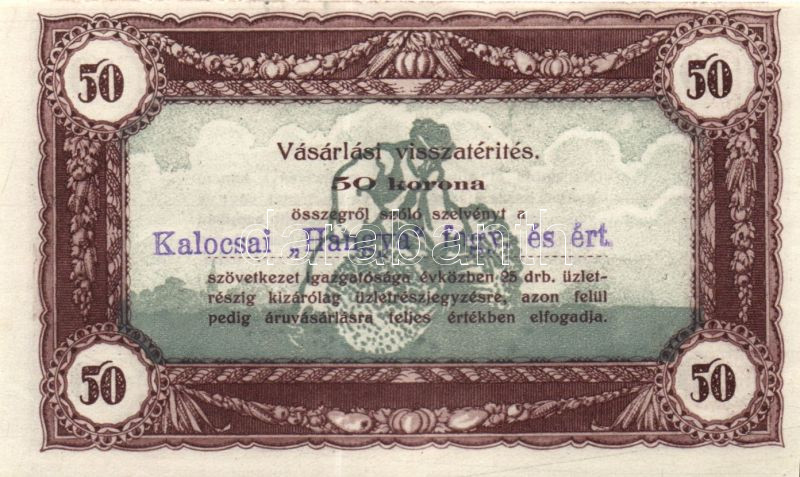 50 50
Vásárlási visszatérités.
50 korona
összegről szóló szelvényt a
Kalocsai „Hangya" fogy. és ért.
szövetkezet igazgatósága évközben 25 drb. üzlet-
részig kizárólag üzletrészjegyzésre, azon felül
pedig áruvásárlásra teljes értékben elfogadja.
50 50